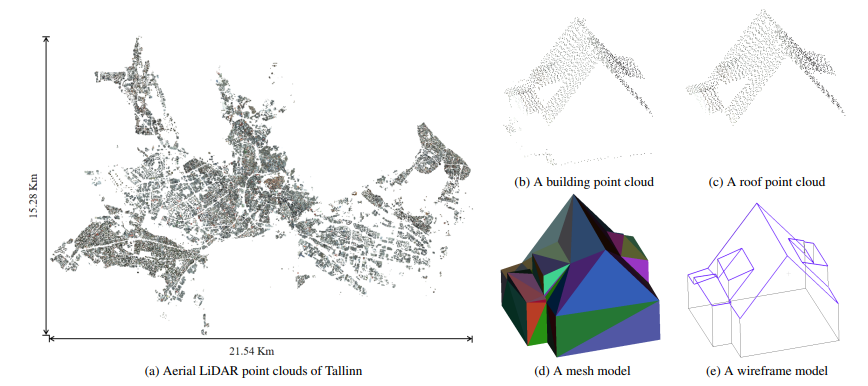 15.28 Km
21.54 Km
(a) Aerial LiDAR point clouds of Tallinn
(b) A building point cloud
(c) A roof point cloud
(d) A mesh model
(e) A wireframe model